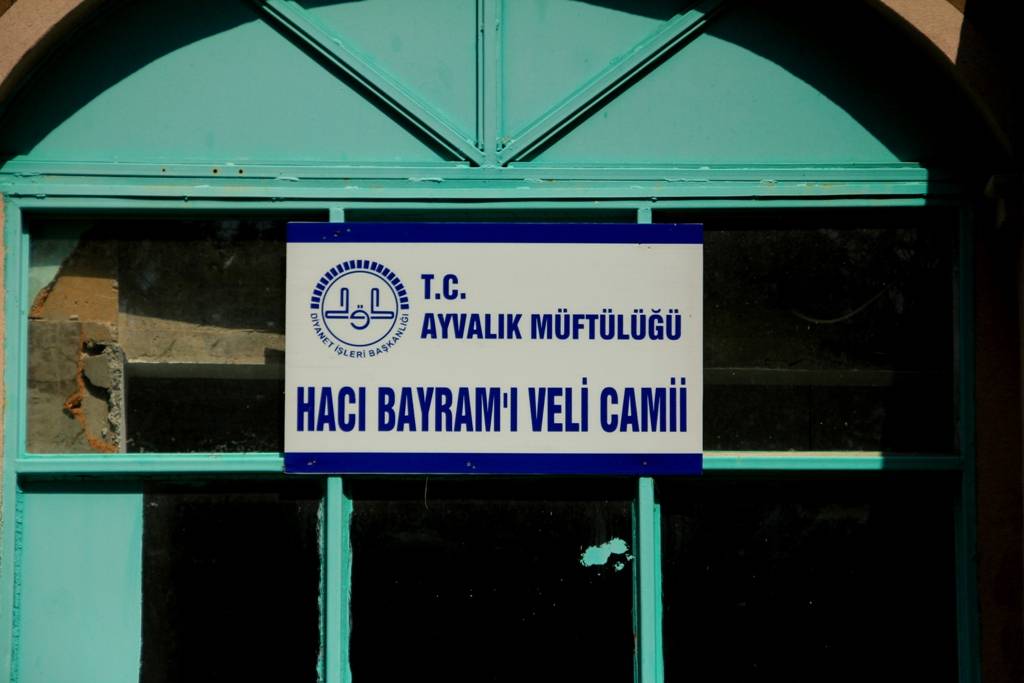 T.C.
AYVALIK MÜFTÜLÜĞÜ
DİYANET İŞLERİ BAŞKANLIĞI
HACI BAYRAM'I VELİ CAMİİ